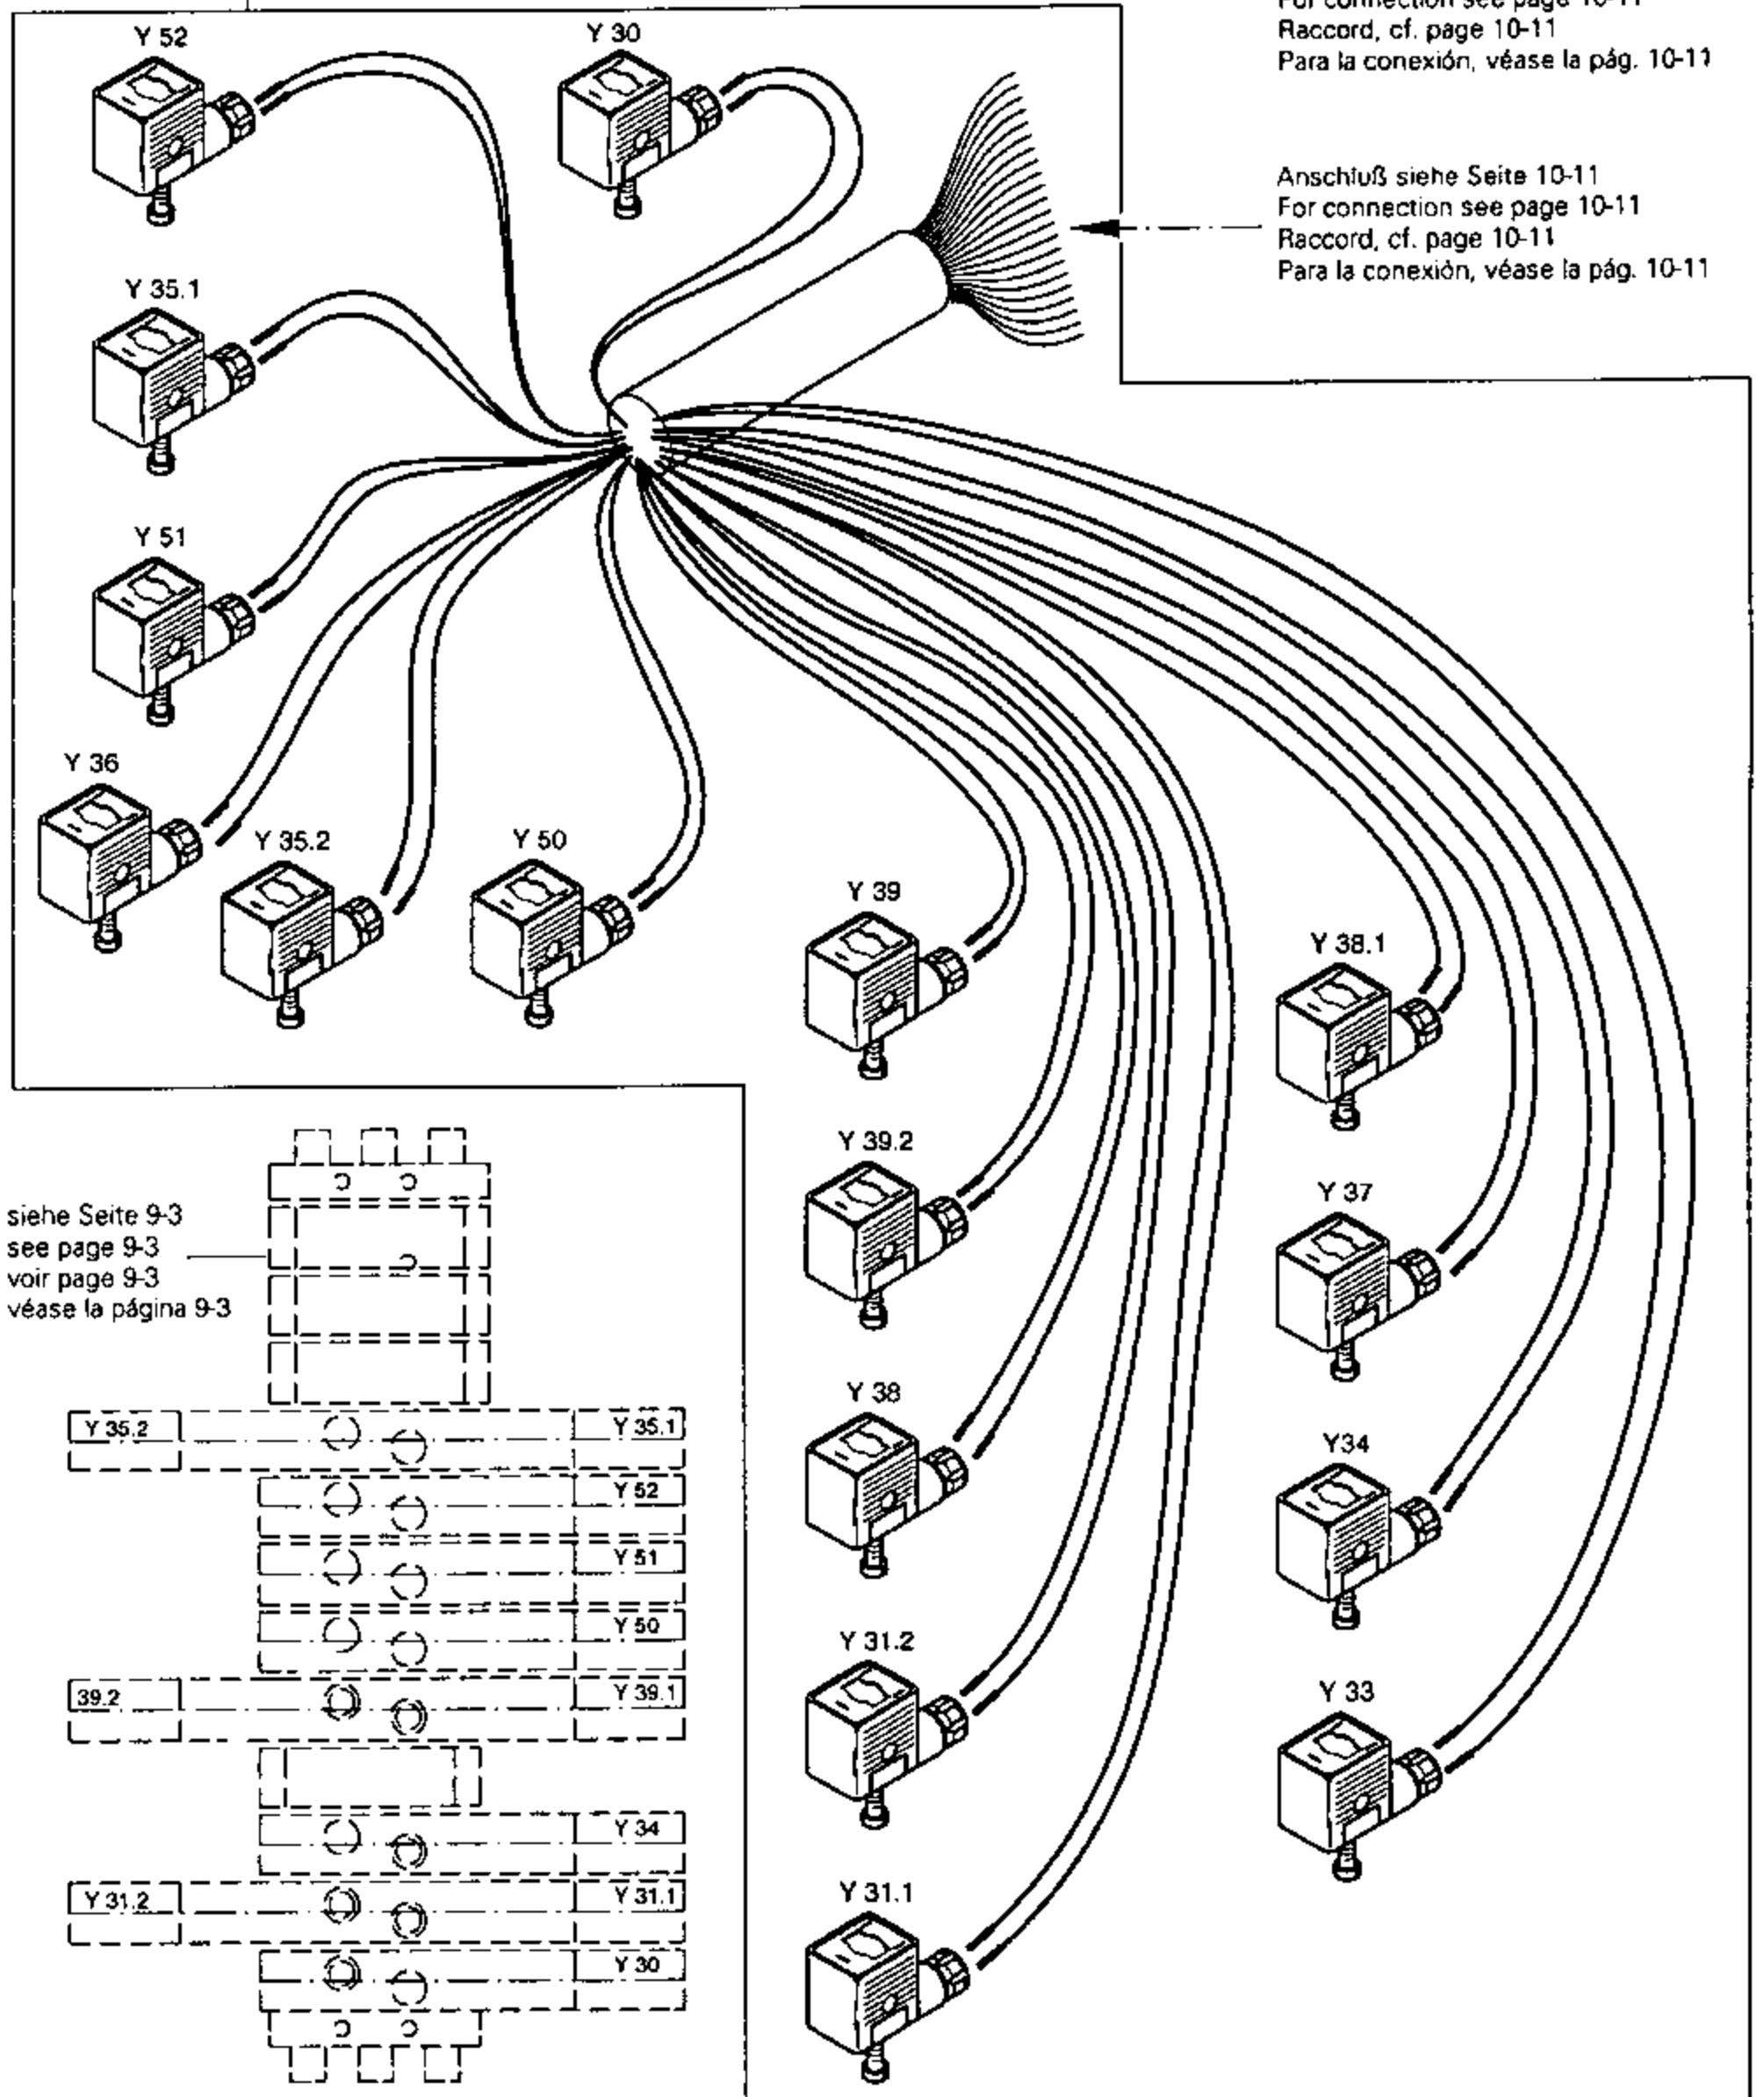 For connection see page 10-11
Raccord, cf. page 10-11
Para la conexión, véase la pág. 10-11
Y 52
Y 30
Anschluß siehe Seite 10-11
For connection see page 10-11
Raccord, cf. page 10-11
Para la conexión, véase la pág. 10-11
Y 35.1
Y 51
Y 36
Y 35.2
Y 50
Y 39
Y 38.1
Y 39.2
Y 37
siehe Seite 9-3
see page 9-3
voir page 9-3
véase la página 9-3
Y 38
Y 35.2
Y 35.1
Y34
Y 52
Y 51
Y 50
Y 31.2
39.2
Y 39.1
Y 33
Y 34
Y 31.2
Y 31.1
Y 31.1
Y 30